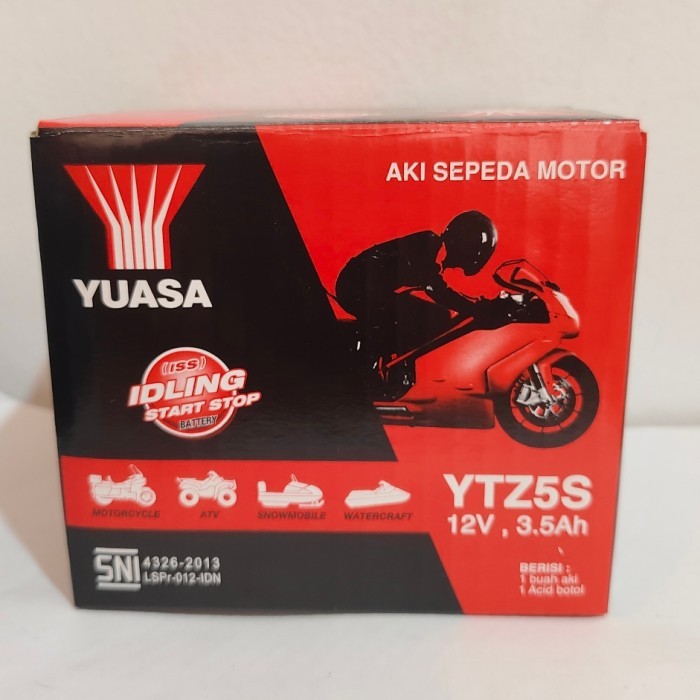 AKI SEPEDA MOTOR
YUASA
((ISS))
IDLING
START STOP
BATTERY
MOTORCYCLE
ATV
SNOWMOBILE
WATERCRAFT
YTZ5S
12V , 3.5Ah
SNI
4326-2013
LSPr-012-IDN
BERISI :
1 buah aki
1 Acid botol